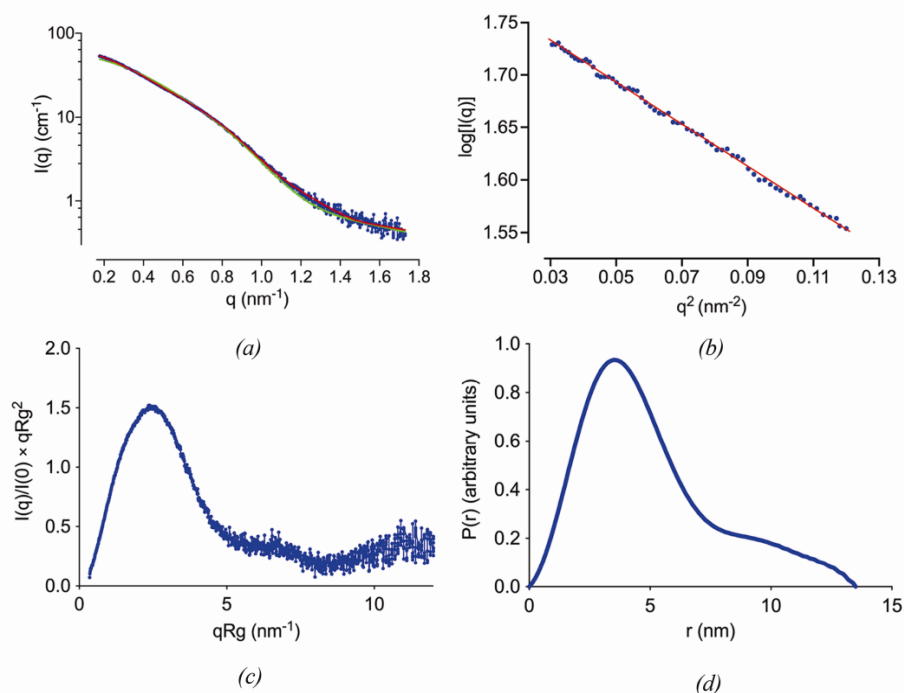 100
10
1
I(q) (cm⁻¹)
0.2 0.4 0.6 0.8 1.0 1.2 1.4 1.6 1.8
q (nm⁻¹)
(a)
1.75
1.70
1.65
1.60
1.55
log[I(q)]
0.03 0.05 0.07 0.09 0.11 0.13
q² (nm⁻²)
(b)
2.0
1.5
1.0
0.5
0.0
I(q)/I(0) × qRg²
0 5 10
qRg (nm⁻¹)
(c)
1.0
0.8
0.6
0.4
0.2
0.0
P(r) (arbitrary units)
0 5 10 15
r (nm)
(d)